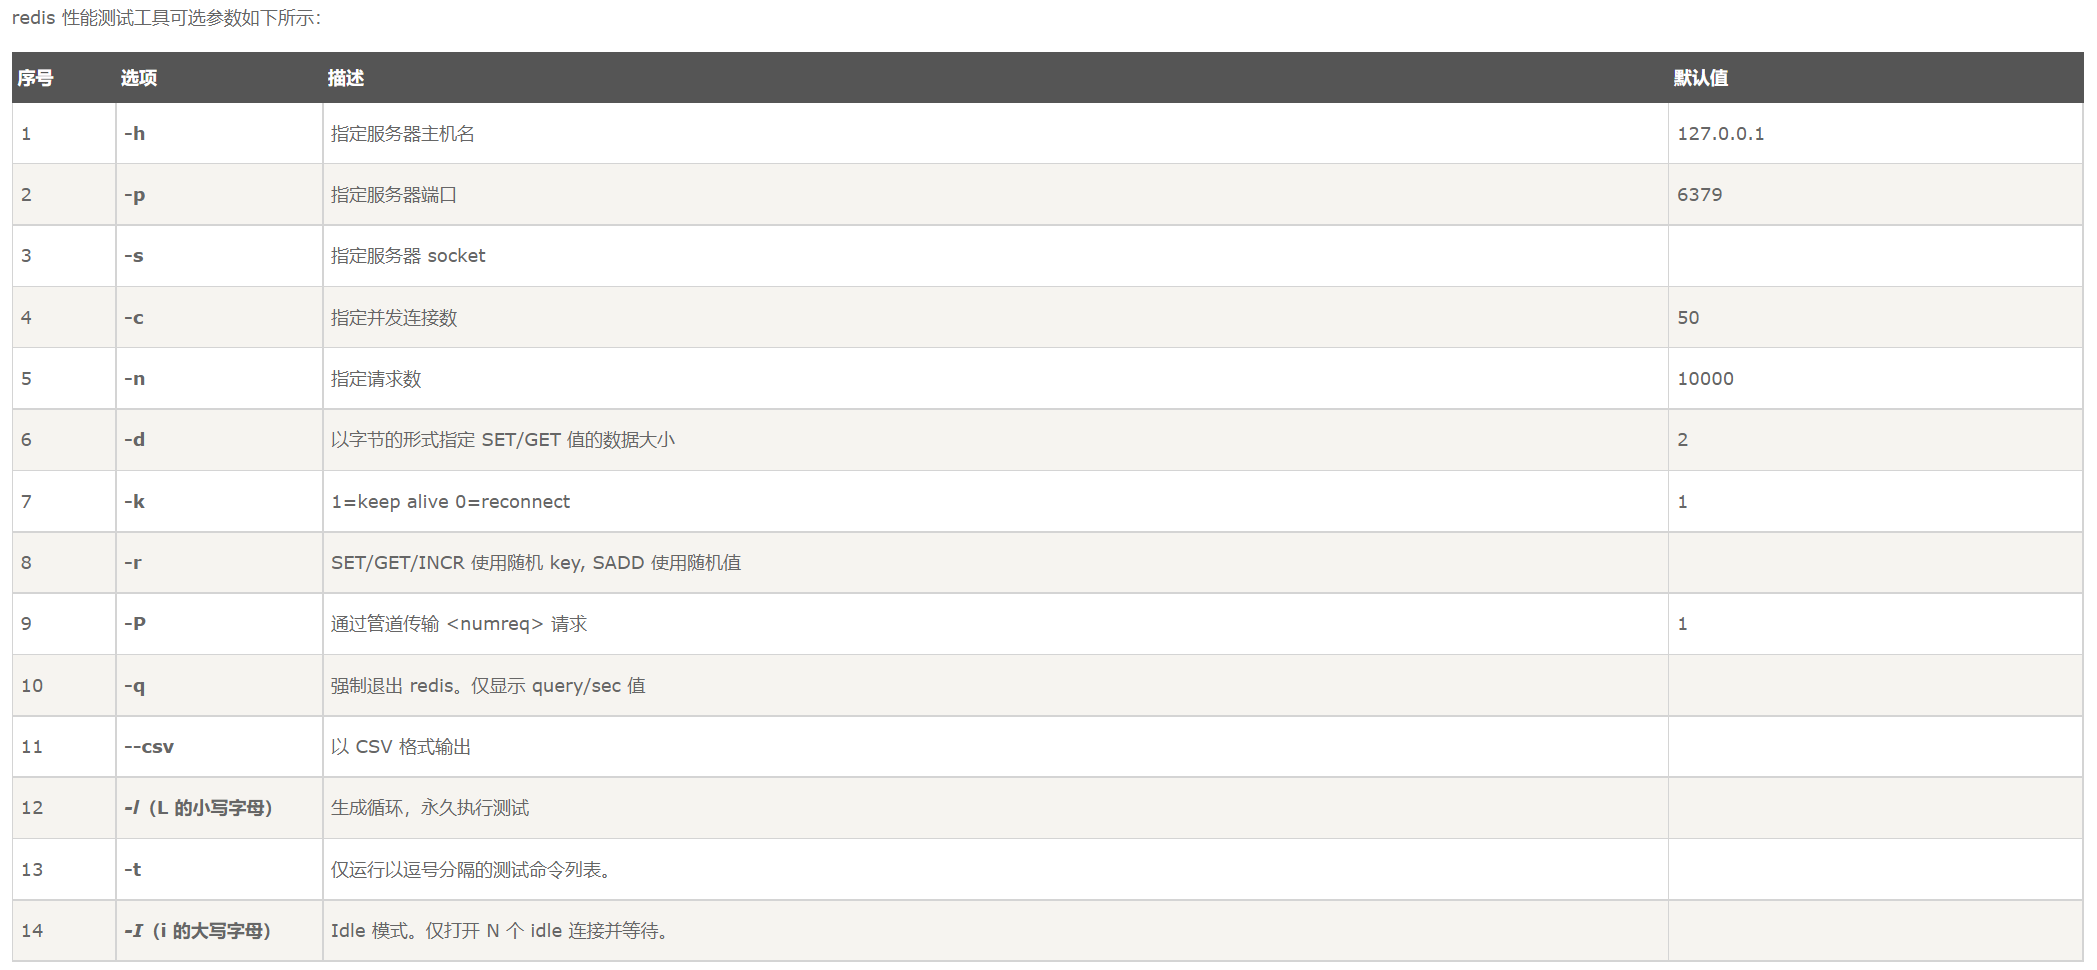 redis 性能测试工具可选参数如下所示：
序号 选项 描述 默认值
1 -h 指定服务器主机名 127.0.0.1
2 -p 指定服务器端口 6379
3 -s 指定服务器 socket
4 -c 指定并发连接数 50
5 -n 指定请求数 10000
6 -d 以字节的形式指定 SET/GET 值的数据大小 2
7 -k 1=keep alive 0=reconnect 1
8 -r SET/GET/INCR 使用随机 key, SADD 使用随机值
9 -P 通过管道传输 <numreq> 请求 1
10 -q 强制退出 redis。仅显示 query/sec 值
11 --csv 以 CSV 格式输出
12 -l（L 的小写字母） 生成循环，永久执行测试
13 -t 仅运行以逗号分隔的测试命令列表。
14 -I（i 的大写字母） Idle 模式。仅打开 N 个 idle 连接并等待。